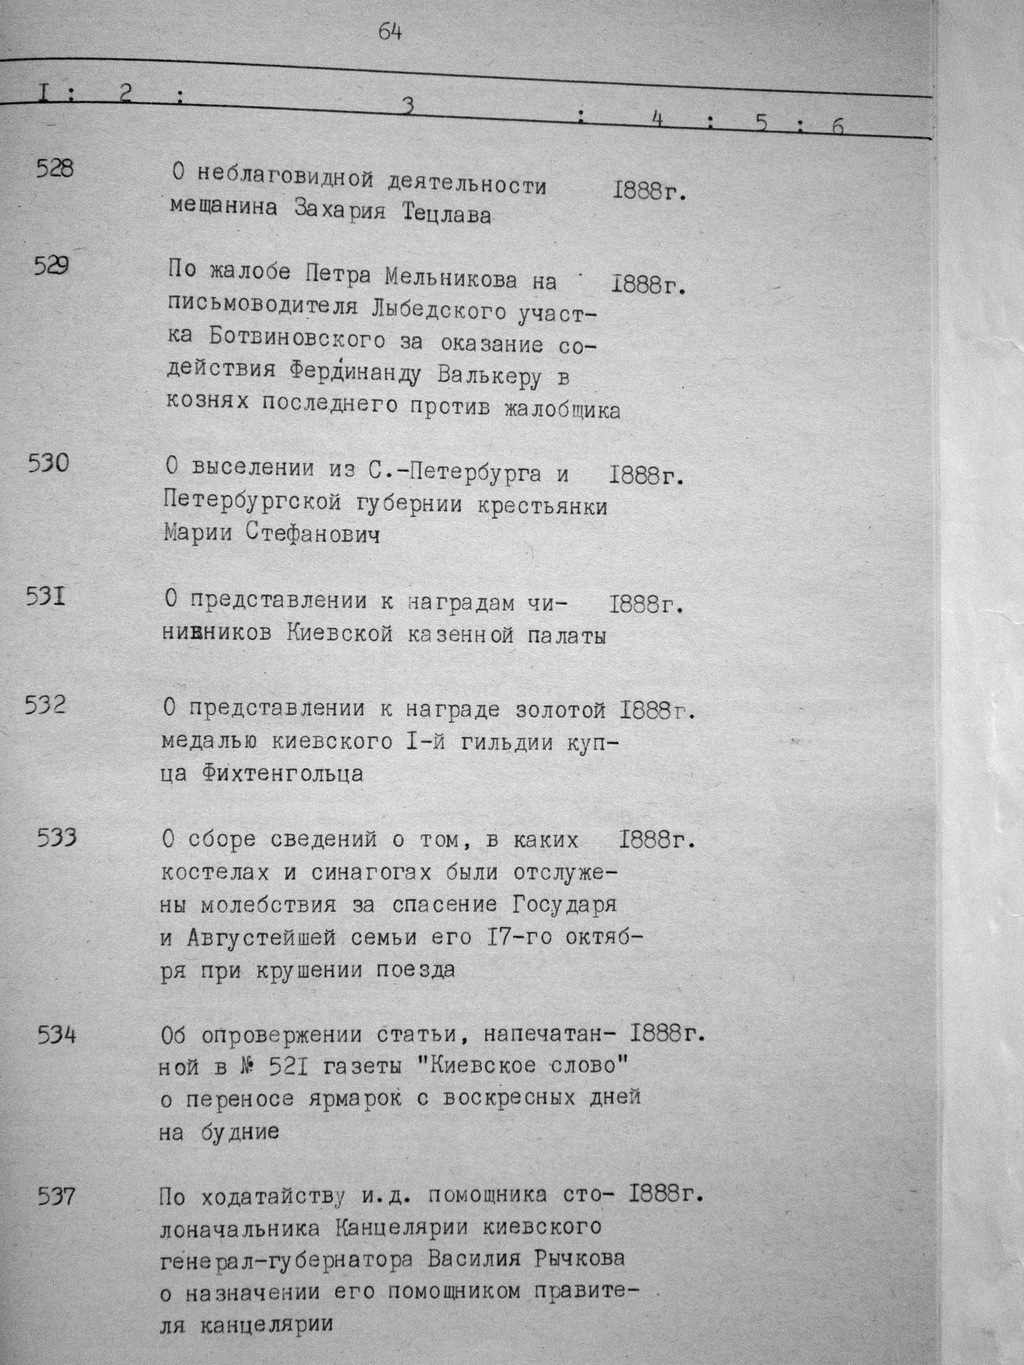 64
I : 2 : 3 : 4 : 5 : 6
528 О неблаговидной деятельности 1888г.
мещанина Захария Тецлава
529 По жалобе Петра Мельникова на 1888г.
письмоводителя Лыбедского участ-
ка Ботвиновского за оказание со-
действия Фердинанду Валькеру в
кознях последнего против жалобщика
530 О выселении из С.-Петербурга и 1888г.
Петербургской губернии крестьянки
Марии Стефанович
531 О представлении к наградам чи- 1888г.
нивников Киевской казенной палаты
532 О представлении к награде золотой 1888г.
медалью киевского I-й гильдии куп-
ца Фихтенгольца
533 О сборе сведений о том, в каких 1888г.
костелах и синагогах были отслуже-
ны молебствия за спасение Государя
и Августейшей семьи его 17-го октяб-
ря при крушении поезда
534 Об опровержении статьи, напечатан- 1888г.
ной в № 521 газеты "Киевское слово"
о переносе ярмарок с воскресных дней
на будние
537 По ходатайству и.д. помощника сто- 1888г.
лоначальника Канцелярии киевского
генерал-губернатора Василия Рычкова
о назначении его помощником правите-
ля канцелярии